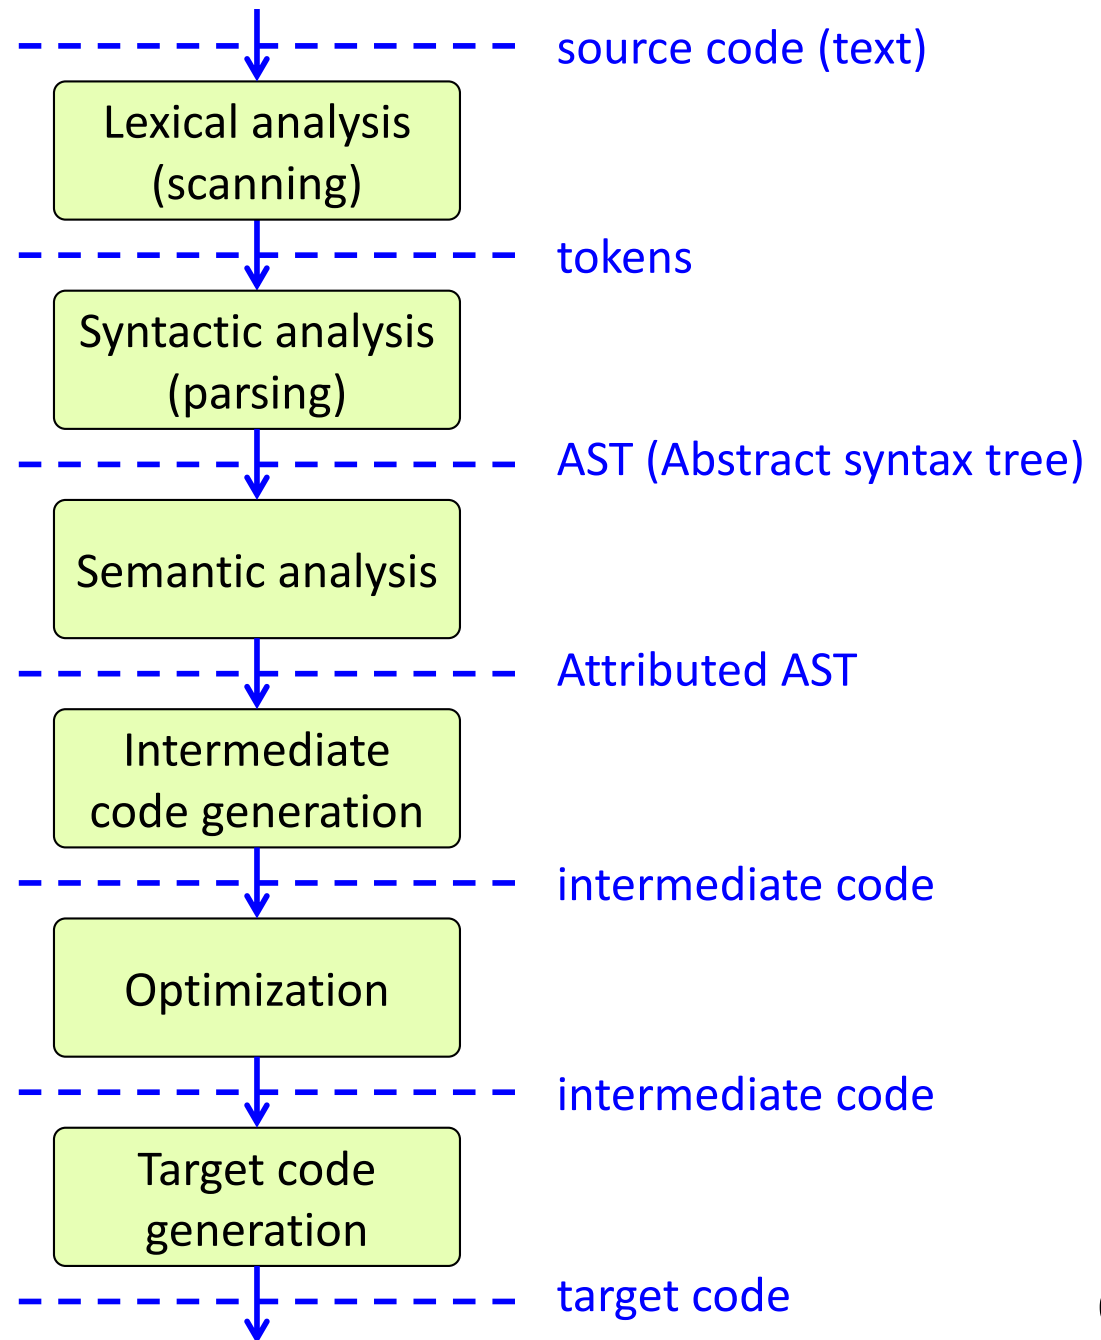 source code (text)
Lexical analysis
(scanning)
tokens
Syntactic analysis
(parsing)
AST (Abstract syntax tree)
Semantic analysis
Attributed AST
Intermediate
code generation
intermediate code
Optimization
intermediate code
Target code
generation
target code